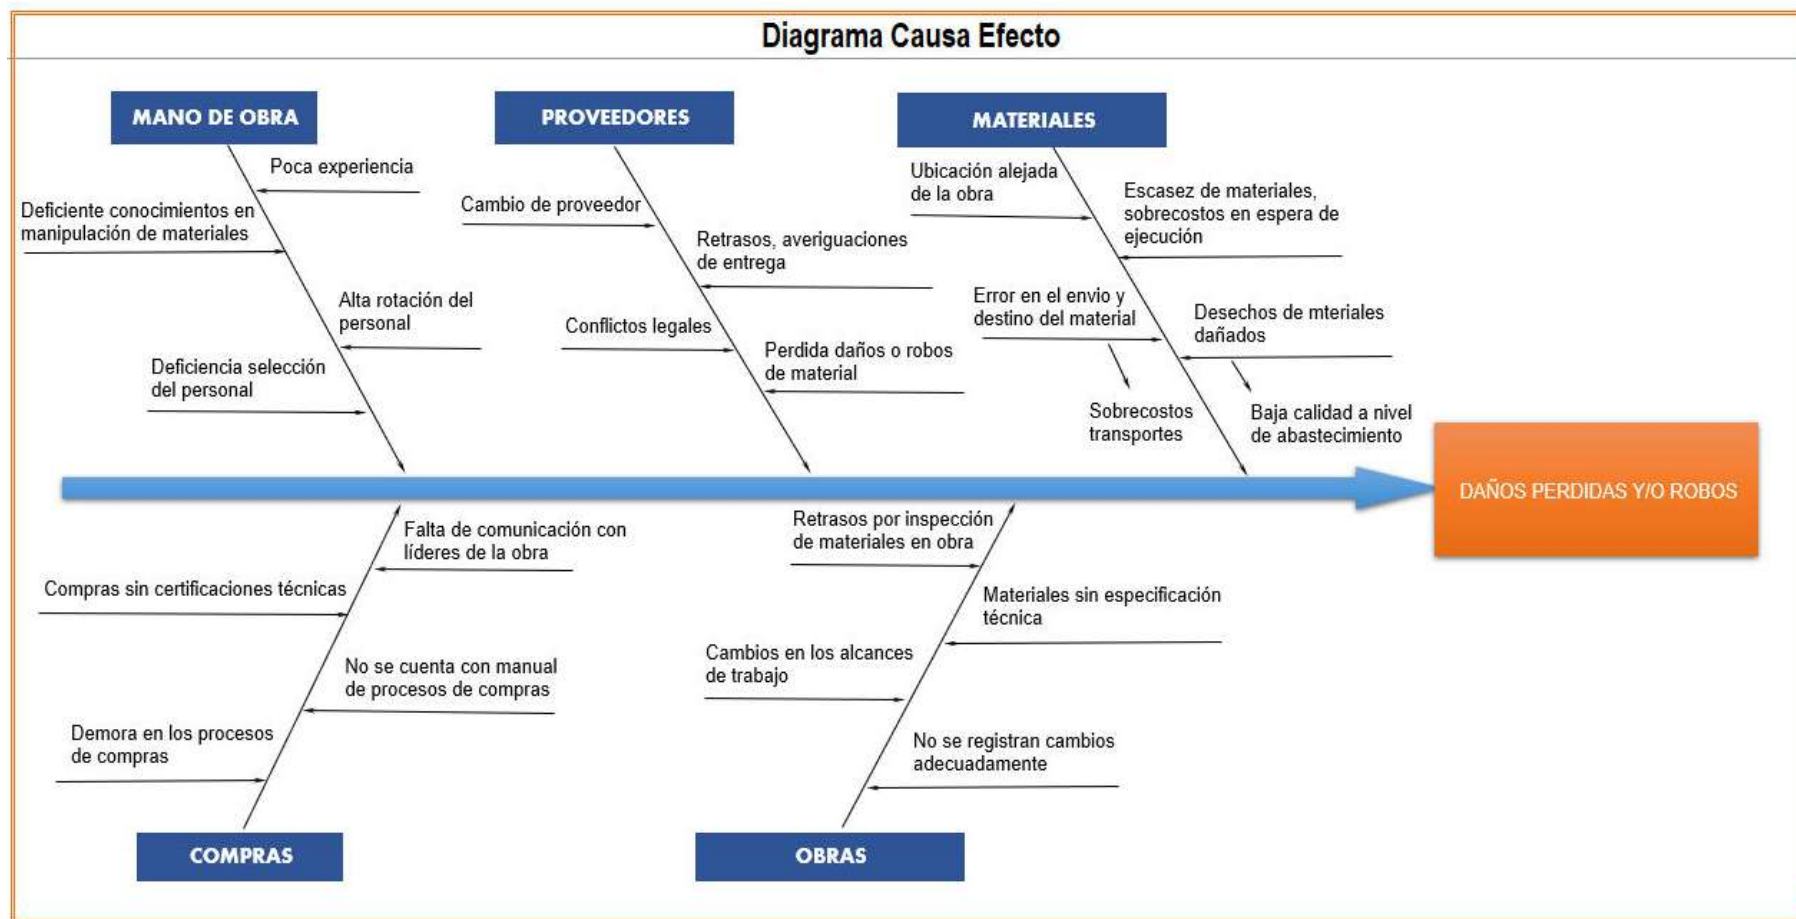 Diagrama Causa Efecto
MANO DE OBRA
Poca experiencia
Deficiente conocimientos en
manipulación de materiales
Alta rotación del
personal
Deficiencia selección
del personal
PROVEEDORES
Cambio de proveedor
Retrasos, averiguaciones
de entrega
Conflictos legales
Perdida daños o robos
de material
MATERIALES
Ubicación alejada
de la obra
Escasez de materiales,
sobrecostos en espera de
ejecución
Error en el envio y
destino del material
Desechos de mteriales
dañados
Sobrecostos
transportes
Baja calidad a nivel
de abastecimiento
DAÑOS PERDIDAS Y/O ROBOS
Falta de comunicación con
líderes de la obra
Compras sin certificaciones técnicas
No se cuenta con manual
de procesos de compras
Demora en los procesos
de compras
COMPRAS
Retrasos por inspección
de materiales en obra
Materiales sin especificación
técnica
Cambios en los alcances
de trabajo
No se registran cambios
adecuadamente
OBRAS